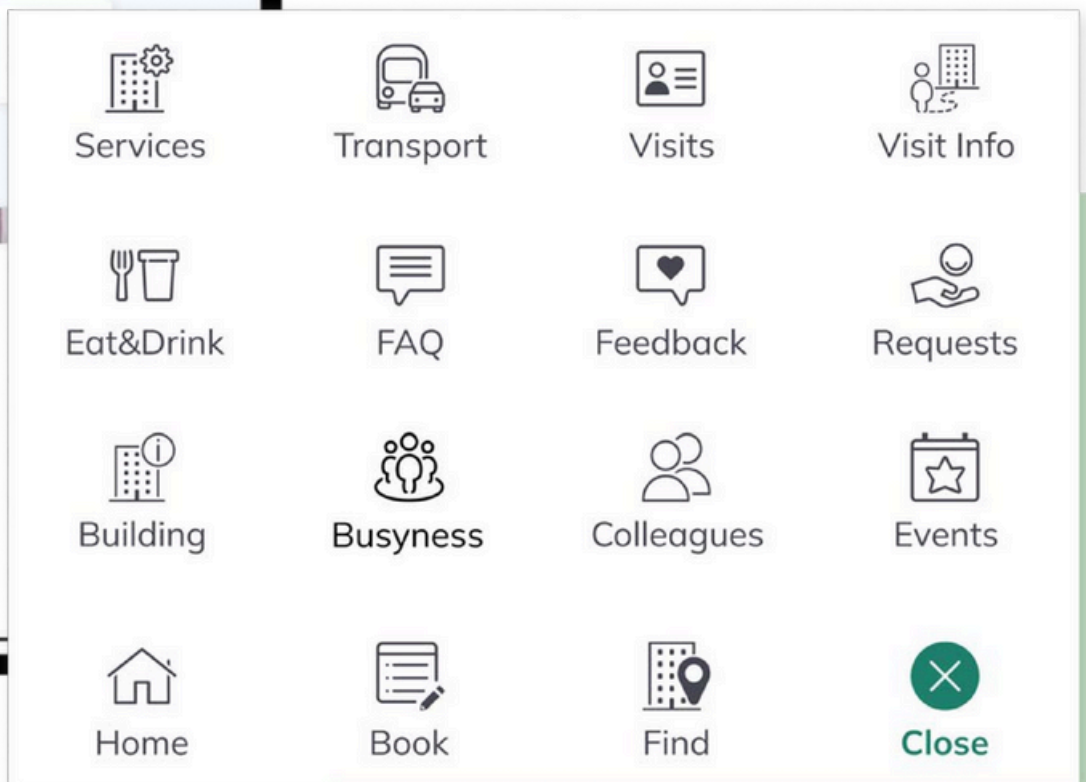 Services Transport Visits Visit Info
Eat&Drink FAQ Feedback Requests
Building Busyness Colleagues Events
Home Book Find Close